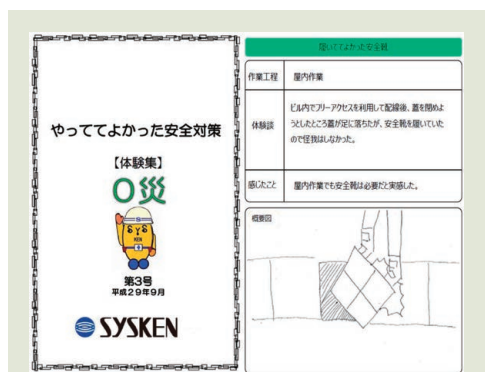 やっててよかった安全対策
【体験集】
0災
SyS
KEN
第3号
平成29年9月
SYSKEN
履いててよかった安全靴
作業工程
屋内作業
体験談
ビル内でフリーアクセスを利用して配線後、蓋を閉めよ
うとしたところ蓋が足に落ちたが、安全靴を履いていた
ので怪我はしなかった。
感じたこと
屋内作業でも安全靴は必要だと実感した。
概要図